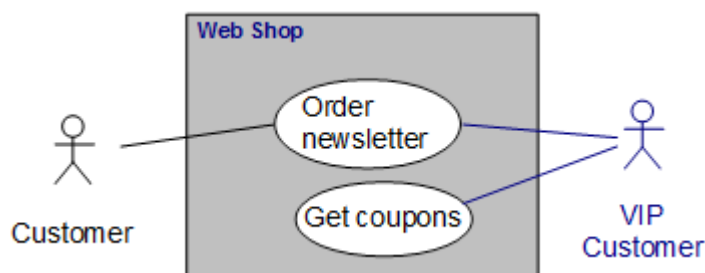 Web Shop
Order
newsletter
Get coupons
Customer
VIP
Customer